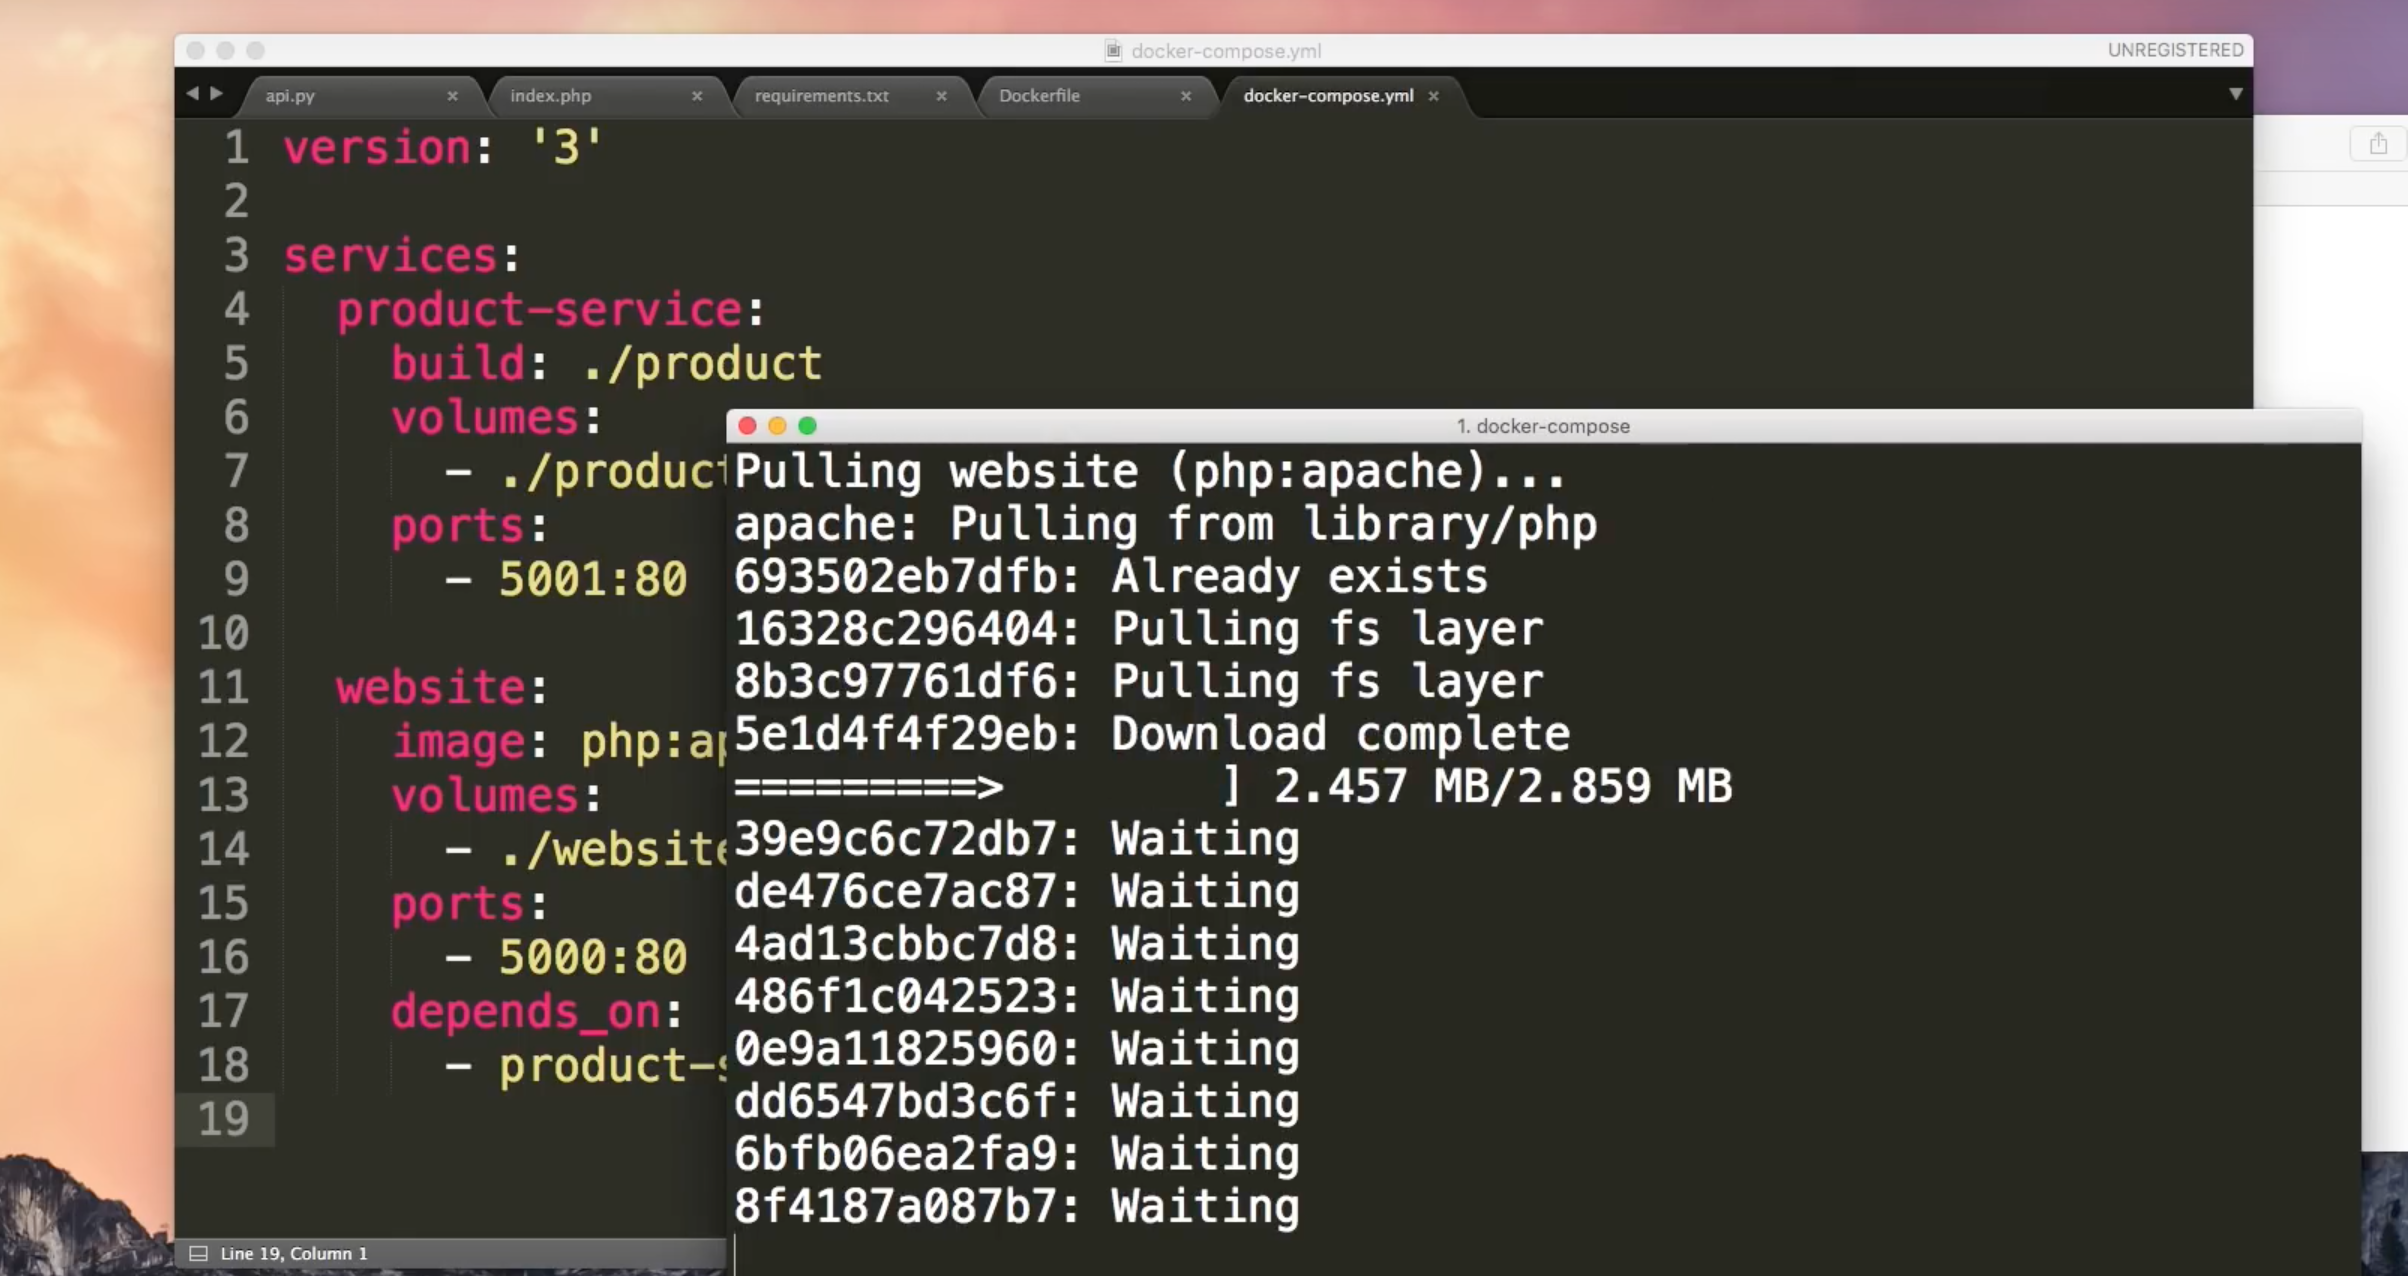 docker-compose.yml
UNREGISTERED
api.py
index.php
requirements.txt
Dockerfile
docker-compose.yml
1 version: '3'
2
3 services:
4 product-service:
5 build: ./product
6 volumes:
7 - ./product
8 ports:
9 - 5001:80
10
11 website:
12 image: php:ap
13 volumes:
14 - ./website
15 ports:
16 - 5000:80
17 depends_on:
18 - product-s
19
Line 19, Column 1
1. docker-compose
Pulling website (php:apache)...
apache: Pulling from library/php
693502eb7dfb: Already exists
16328c296404: Pulling fs layer
8b3c97761df6: Pulling fs layer
5e1d4f4f29eb: Download complete
=========> ] 2.457 MB/2.859 MB
39e9c6c72db7: Waiting
de476ce7ac87: Waiting
4ad13cbbc7d8: Waiting
486f1c042523: Waiting
0e9a11825960: Waiting
dd6547bd3c6f: Waiting
6bfb06ea2fa9: Waiting
8f4187a087b7: Waiting